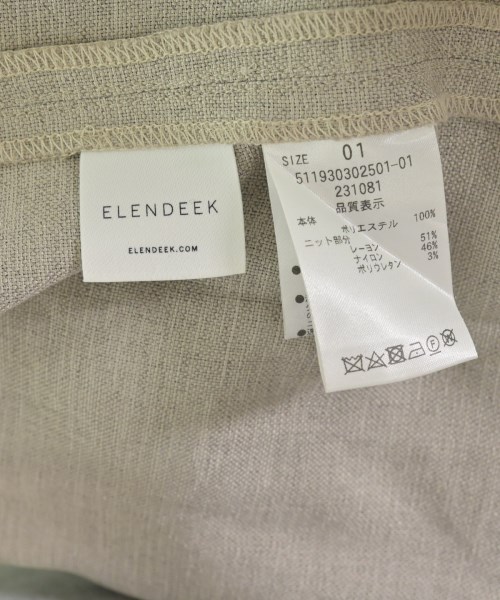 ELENDEEK
ELENDEEK.COM
SIZE 01
511930302501-01
231081
品質表示
本体 ポリエステル 100%
ニット部分 レーヨン 51%
ナイロン 46%
ポリウレタン 3%